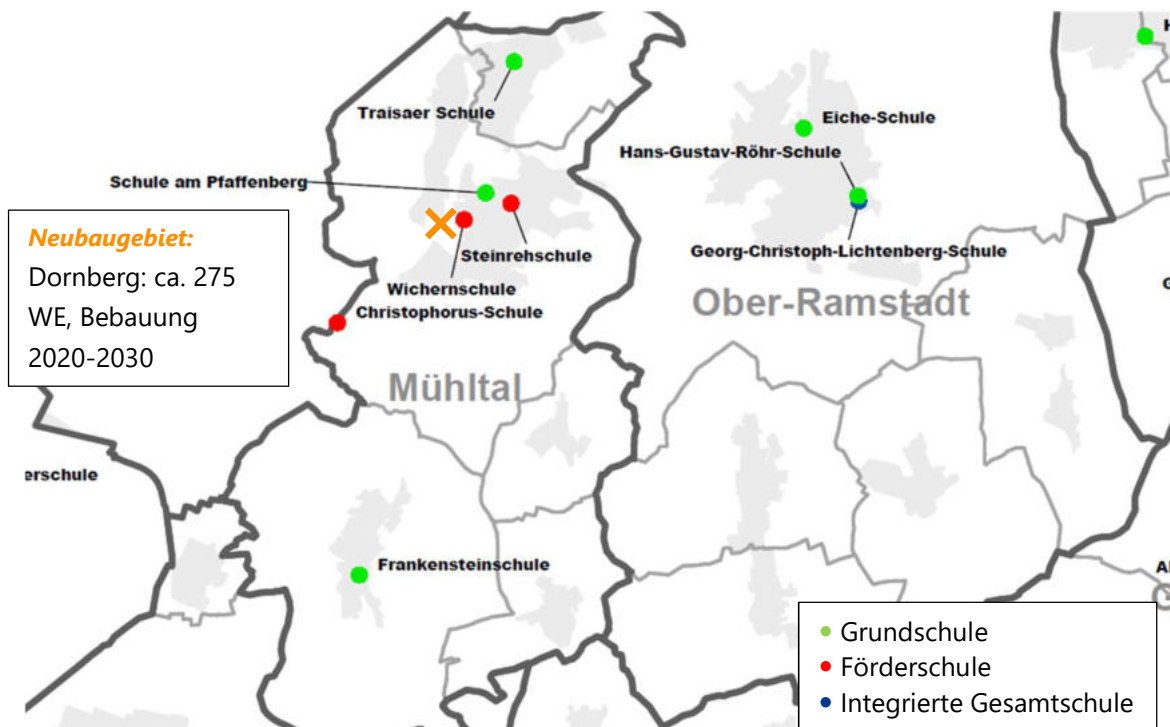 H
Traisaer Schule
Eiche-Schule
Hans-Gustav-Röhr-Schule
Schule am Pfaffenberg
Neubaugebiet:
Dornberg: ca. 275
WE, Bebauung
2020-2030
Steinrehschule
Georg-Christoph-Lichtenberg-Schule
Wichernschule
Christophorus-Schule
G
Ober-Ramstadt
Mühltal
erschule
Frankensteinschule
Al
Grundschule
Förderschule
Integrierte Gesamtschule